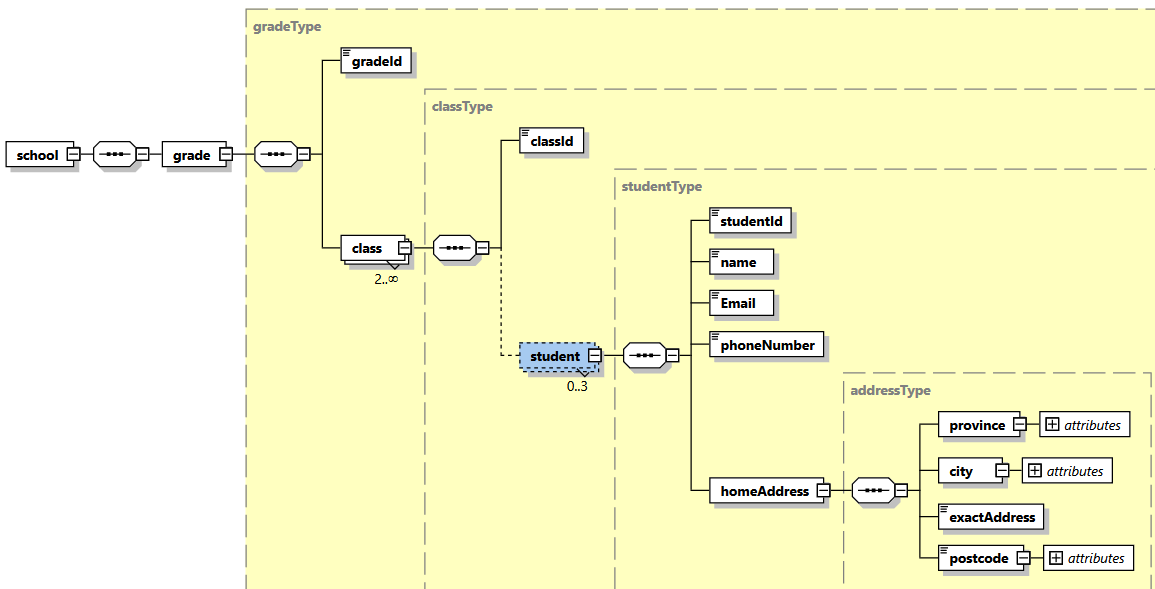 gradeType
gradeId
classType
classId
school
grade
studentType
studentId
class
name
2..∞
Email
phoneNumber
student
0..3
addressType
province
attributes
city
attributes
homeAddress
exactAddress
postcode
attributes